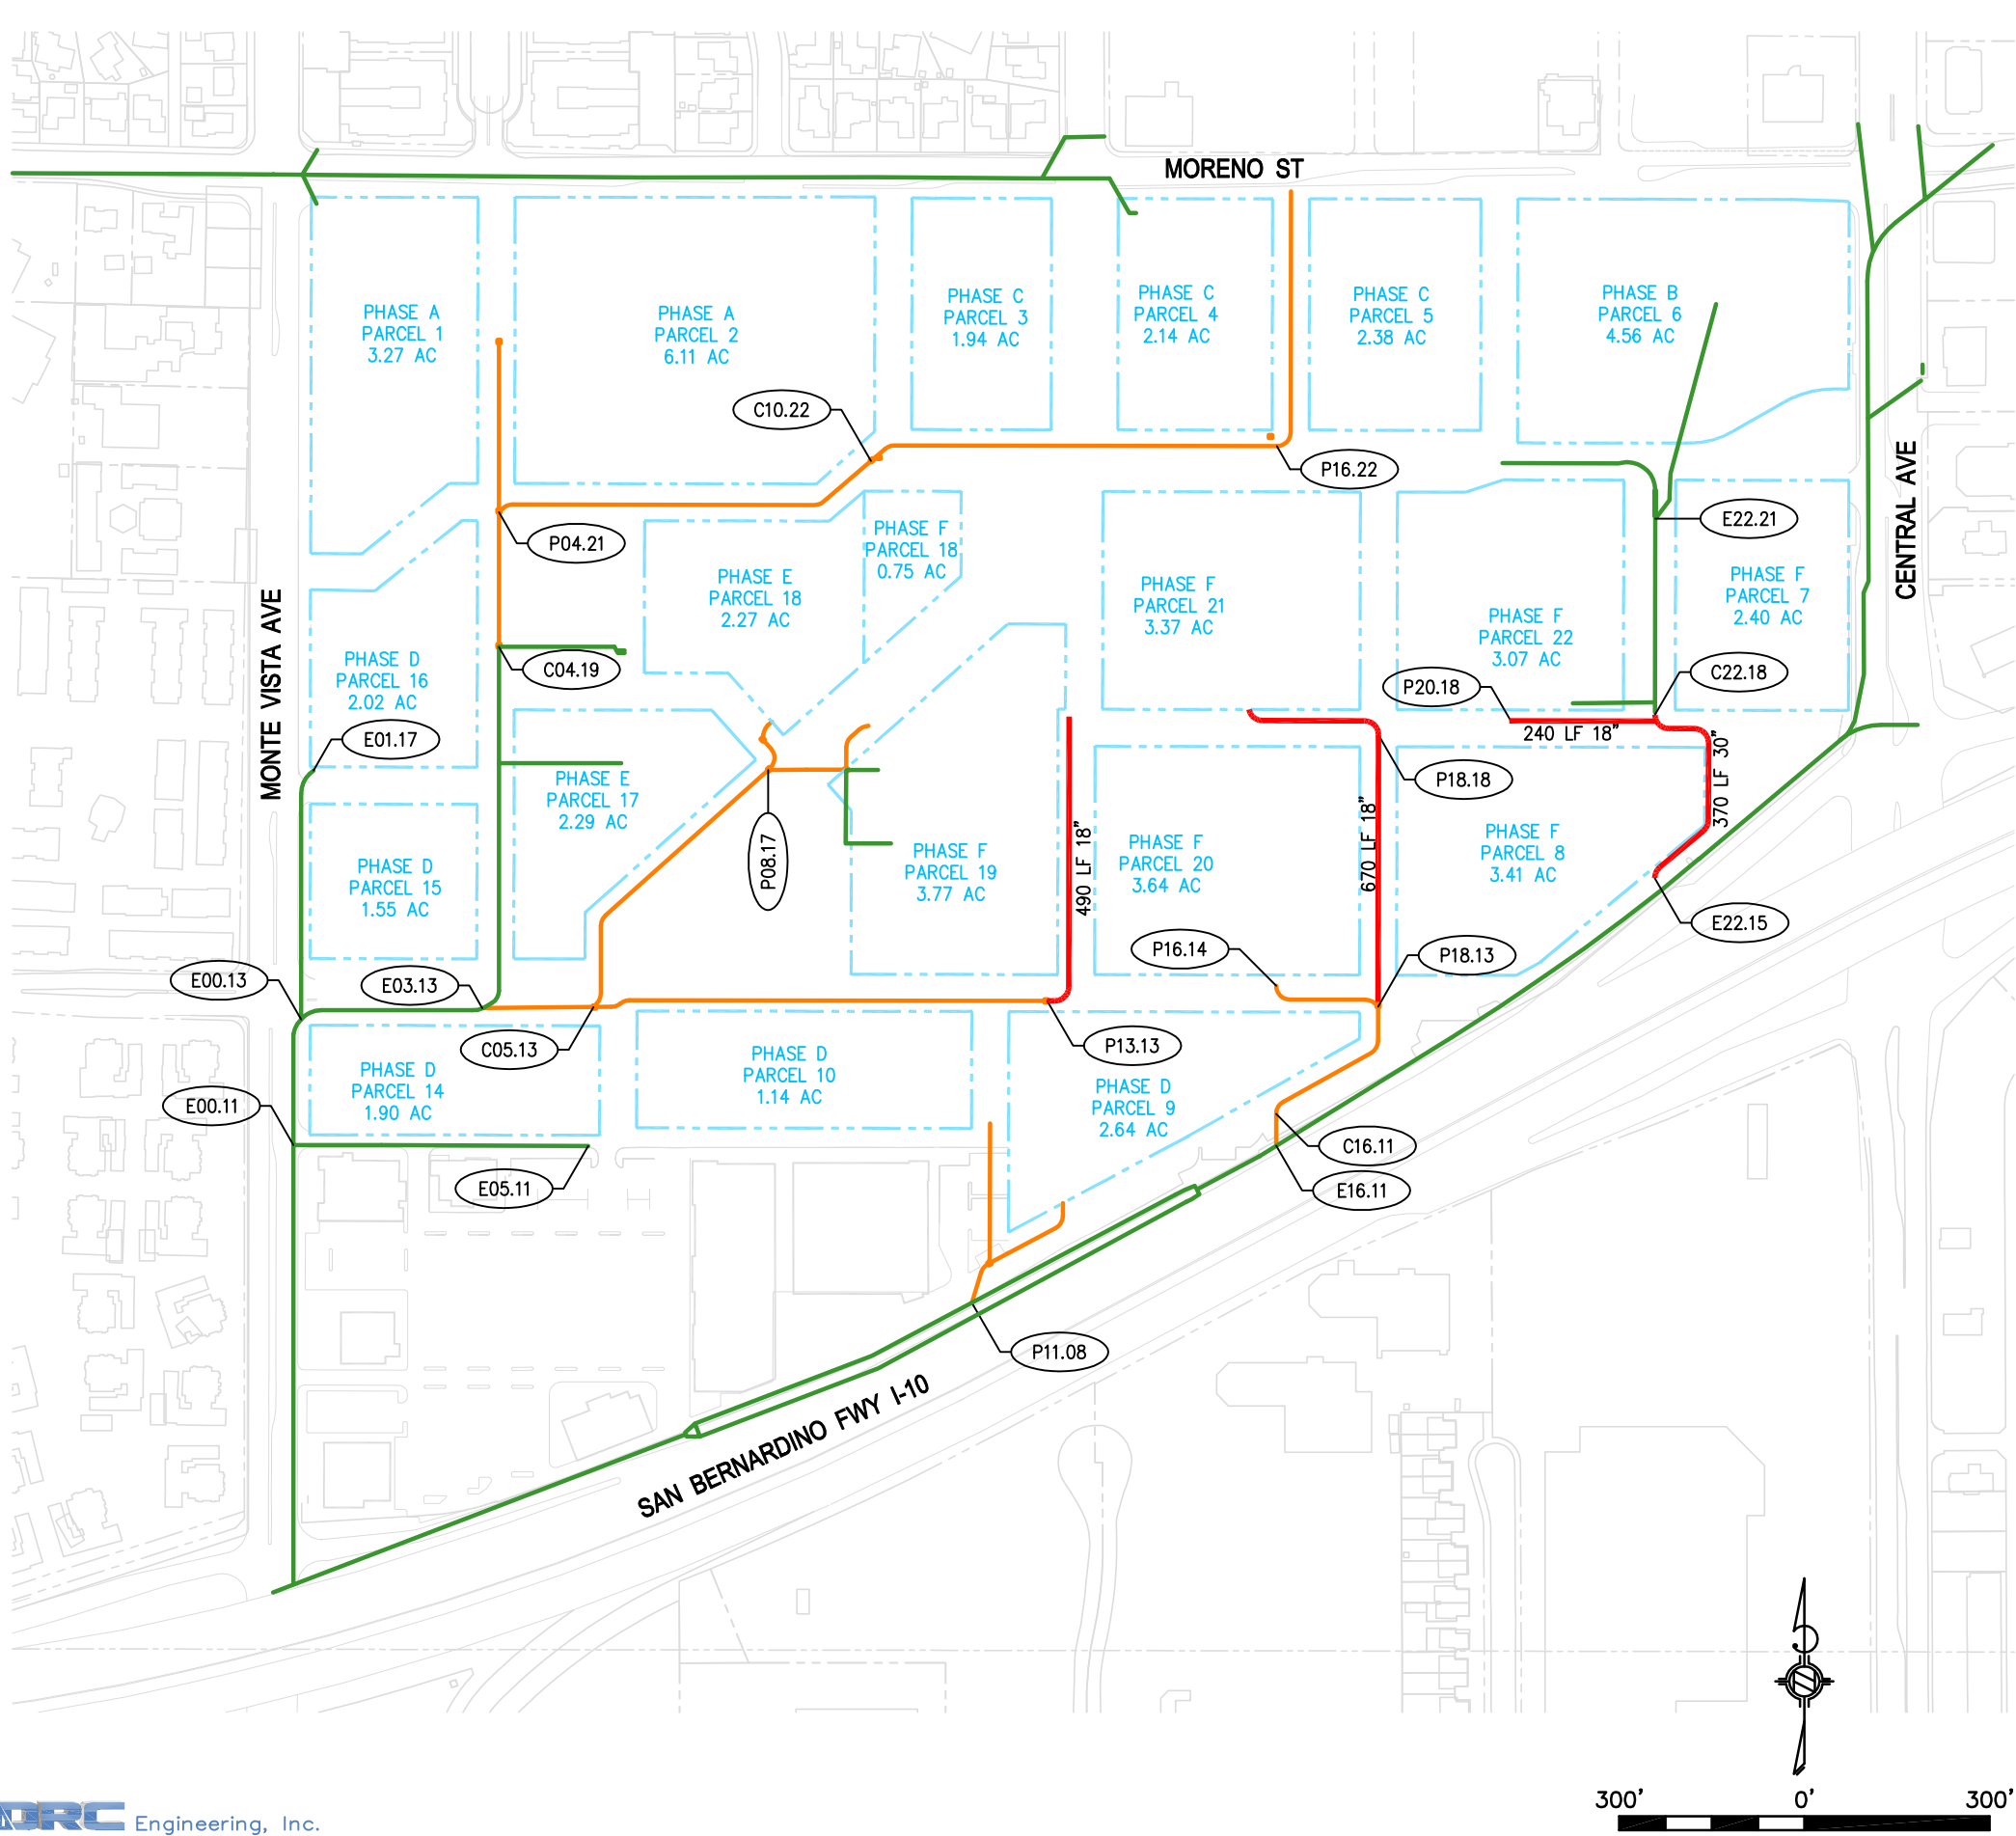 MORENO ST
PHASE A
PARCEL 1
3.27 AC
PHASE A
PARCEL 2
6.11 AC
PHASE C
PARCEL 3
1.94 AC
PHASE C
PARCEL 4
2.14 AC
PHASE C
PARCEL 5
2.38 AC
PHASE B
PARCEL 6
4.56 AC
C10.22
P16.22
CENTRAL AVE
P04.21
E22.21
PHASE F
PARCEL 18
0.75 AC
PHASE E
PARCEL 18
2.27 AC
PHASE F
PARCEL 21
3.37 AC
PHASE F
PARCEL 22
3.07 AC
PHASE F
PARCEL 7
2.40 AC
MONTE VISTA AVE
PHASE D
PARCEL 16
2.02 AC
C04.19
P20.18
C22.18
240 LF 18"
370 LF 30"
E01.17
P18.18
PHASE E
PARCEL 17
2.29 AC
P08.17
490 LF 18"
670 LF 18"
PHASE D
PARCEL 15
1.55 AC
PHASE F
PARCEL 19
3.77 AC
PHASE F
PARCEL 20
3.64 AC
PHASE F
PARCEL 8
3.41 AC
E22.15
P16.14
P18.13
E00.13
E03.13
C05.13
P13.13
PHASE D
PARCEL 14
1.90 AC
PHASE D
PARCEL 10
1.14 AC
PHASE D
PARCEL 9
2.64 AC
E00.11
C16.11
E05.11
E16.11
P11.08
SAN BERNARDINO FWY I-10
DRC Engineering, Inc.
300' 0' 300'